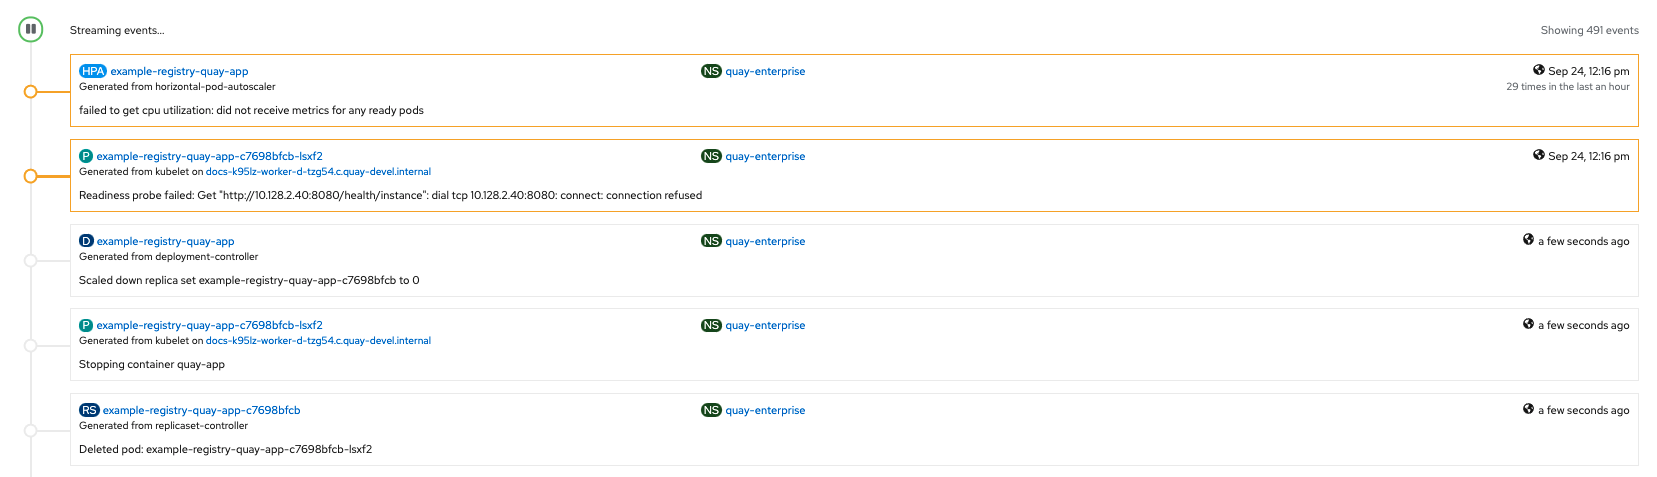 Streaming events...
Showing 491 events
HPA example-registry-quay-app NS quay-enterprise Sep 24, 12:16 pm
Generated from horizontal-pod-autoscaler 29 times in the last an hour
failed to get cpu utilization: did not receive metrics for any ready pods
P example-registry-quay-app-c7698bfcb-lsxf2 NS quay-enterprise Sep 24, 12:16 pm
Generated from kubelet on docs-k95lz-worker-d-tzg54.c.quay-devel.internal
Readiness probe failed: Get "http://10.128.2.40:8080/health/instance": dial tcp 10.128.2.40:8080: connect: connection refused
D example-registry-quay-app NS quay-enterprise a few seconds ago
Generated from deployment-controller
Scaled down replica set example-registry-quay-app-c7698bfcb to 0
P example-registry-quay-app-c7698bfcb-lsxf2 NS quay-enterprise a few seconds ago
Generated from kubelet on docs-k95lz-worker-d-tzg54.c.quay-devel.internal
Stopping container quay-app
RS example-registry-quay-app-c7698bfcb NS quay-enterprise a few seconds ago
Generated from replicaset-controller
Deleted pod: example-registry-quay-app-c7698bfcb-lsxf2